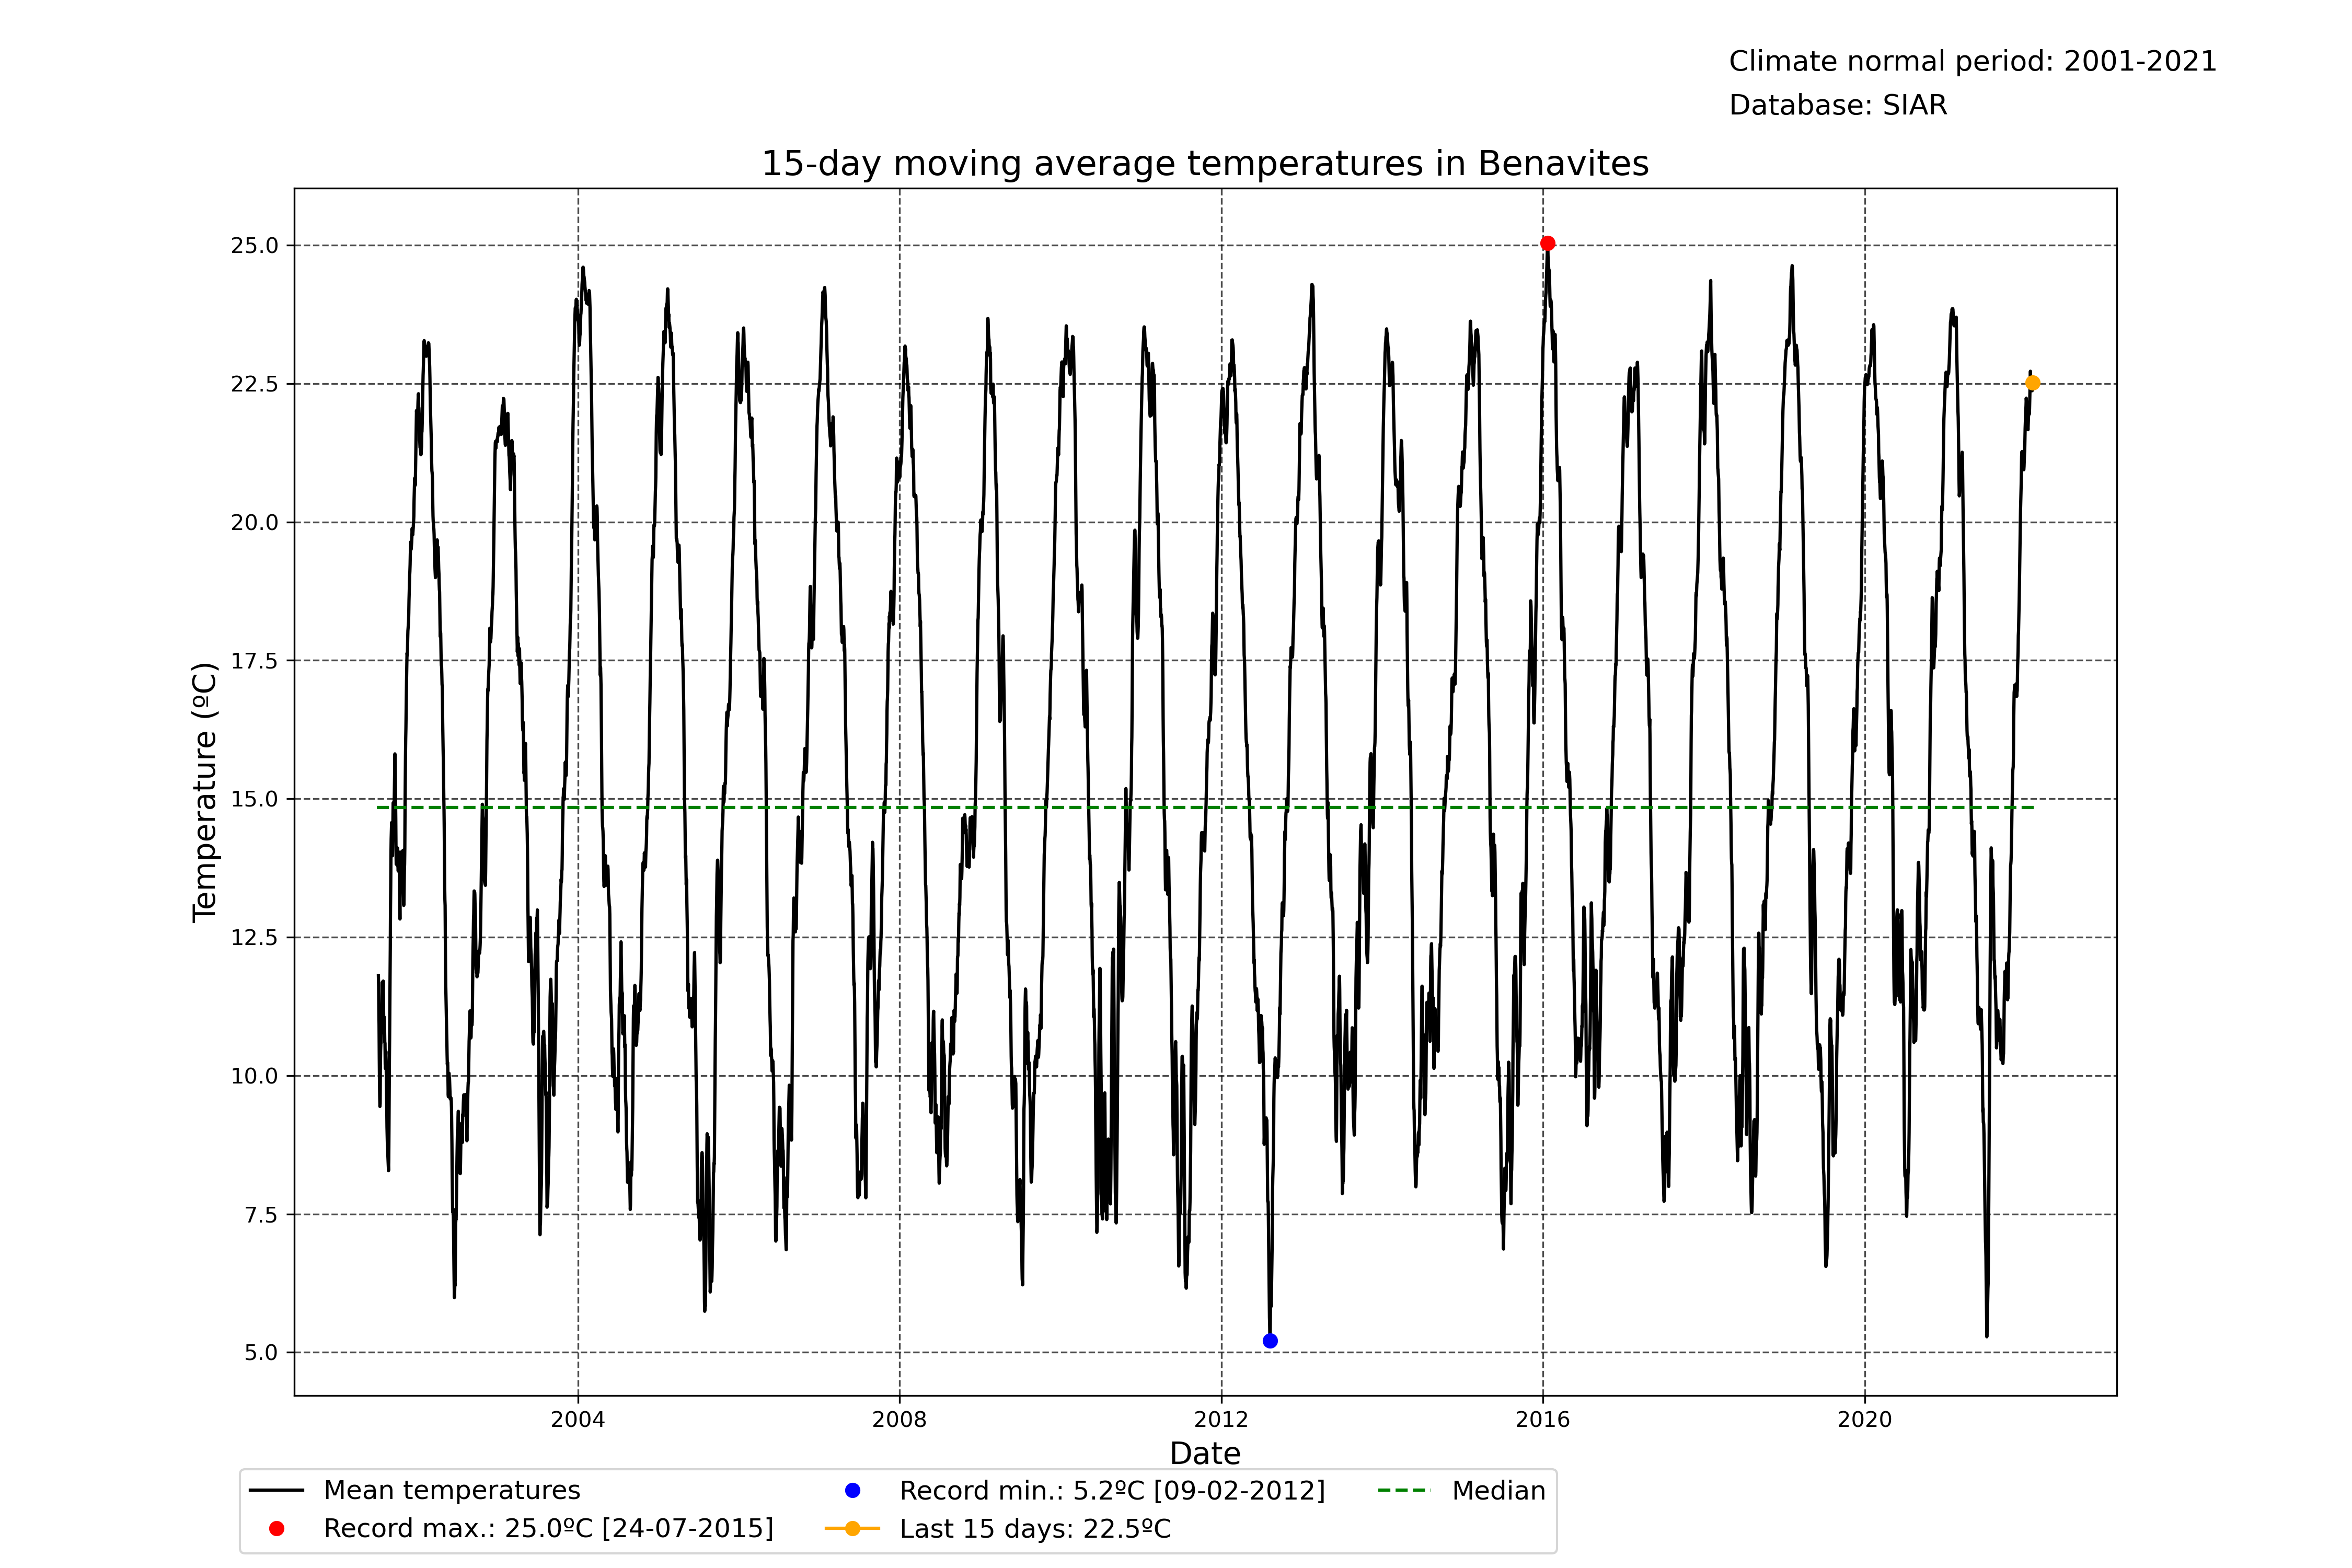 Climate normal period: 2001-2021
Database: SIAR
15-day moving average temperatures in Benavites
25.0
22.5
20.0
17.5
15.0
12.5
10.0
7.5
5.0
Temperature (ºC)
2004 2008 2012 2016 2020
Date
Mean temperatures
Record max.: 25.0ºC [24-07-2015]
Record min.: 5.2ºC [09-02-2012]
Last 15 days: 22.5ºC
Median